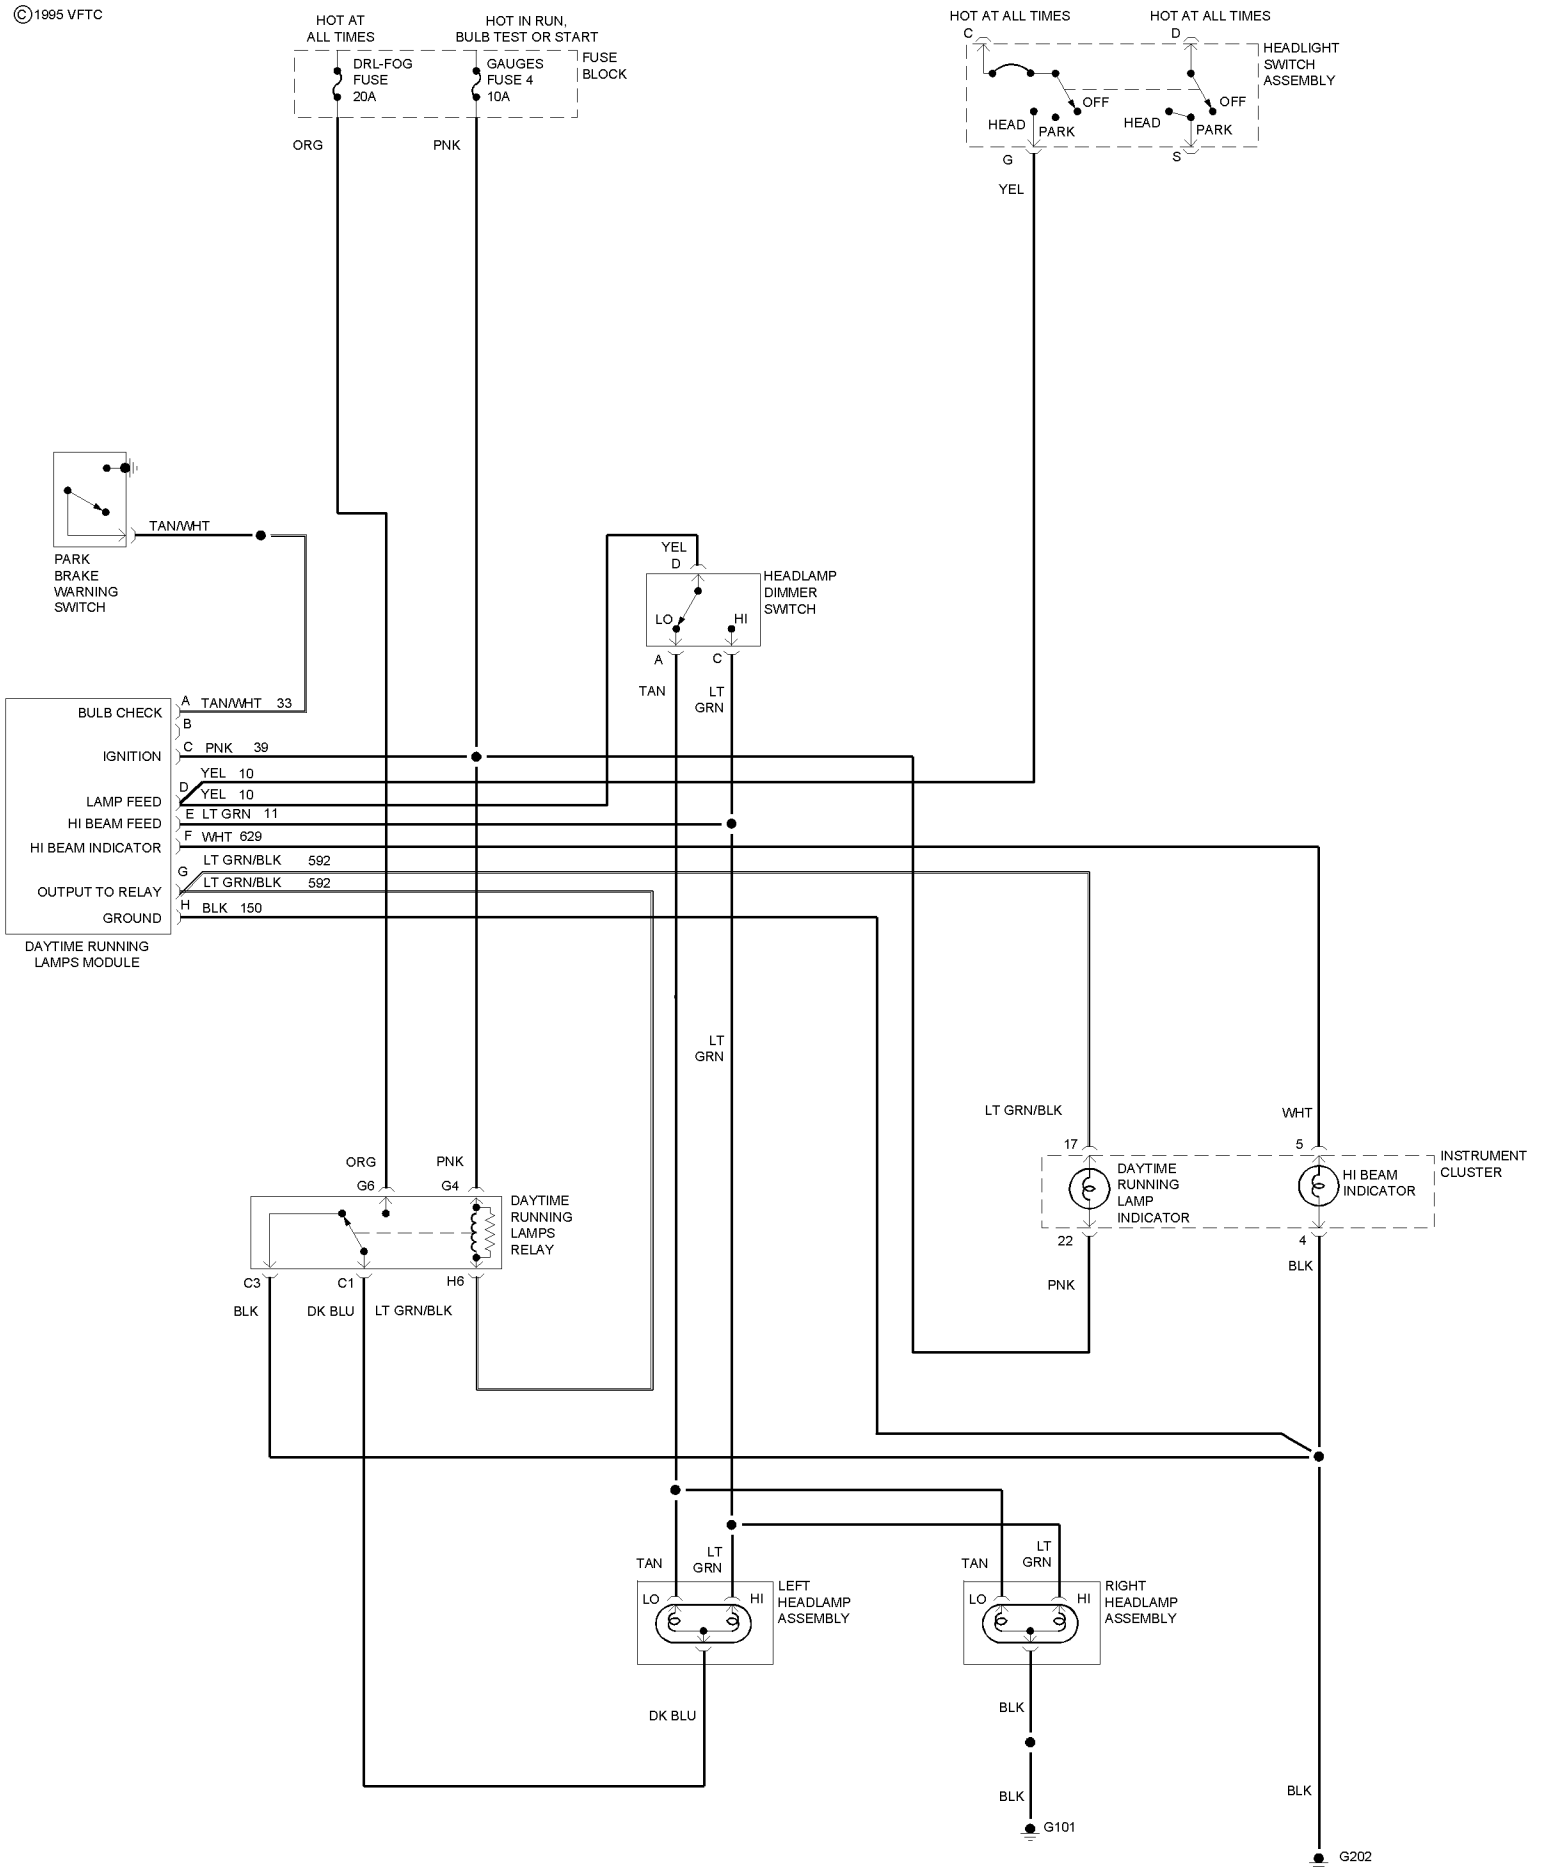 © 1995 VFTC
HOT AT
ALL TIMES
HOT IN RUN,
BULB TEST OR START
DRL-FOG
FUSE
20A
GAUGES
FUSE 4
10A
FUSE
BLOCK
ORG
PNK
HOT AT ALL TIMES
HOT AT ALL TIMES
C
D
HEADLIGHT
SWITCH
ASSEMBLY
OFF
OFF
HEAD
PARK
HEAD
PARK
G
S
YEL
TAN/WHT
PARK
BRAKE
WARNING
SWITCH
YEL
D
HEADLAMP
DIMMER
SWITCH
LO
HI
A
C
TAN
LT
GRN
BULB CHECK
A
TAN/WHT 33
B
IGNITION
C
PNK 39
YEL 10
D
YEL 10
LAMP FEED
E
LT GRN 11
HI BEAM FEED
F
WHT 629
HI BEAM INDICATOR
LT GRN/BLK 592
G
LT GRN/BLK 592
OUTPUT TO RELAY
H
BLK 150
GROUND
DAYTIME RUNNING
LAMPS MODULE
LT
GRN
LT GRN/BLK
WHT
17
5
INSTRUMENT
CLUSTER
DAYTIME
RUNNING
LAMP
INDICATOR
HI BEAM
INDICATOR
22
4
PNK
BLK
ORG
PNK
G6
G4
DAYTIME
RUNNING
LAMPS
RELAY
C3
C1
H6
BLK
DK BLU
LT GRN/BLK
TAN
LT
GRN
TAN
LT
GRN
LO
HI
LEFT
HEADLAMP
ASSEMBLY
LO
HI
RIGHT
HEADLAMP
ASSEMBLY
DK BLU
BLK
BLK
BLK
G101
G202